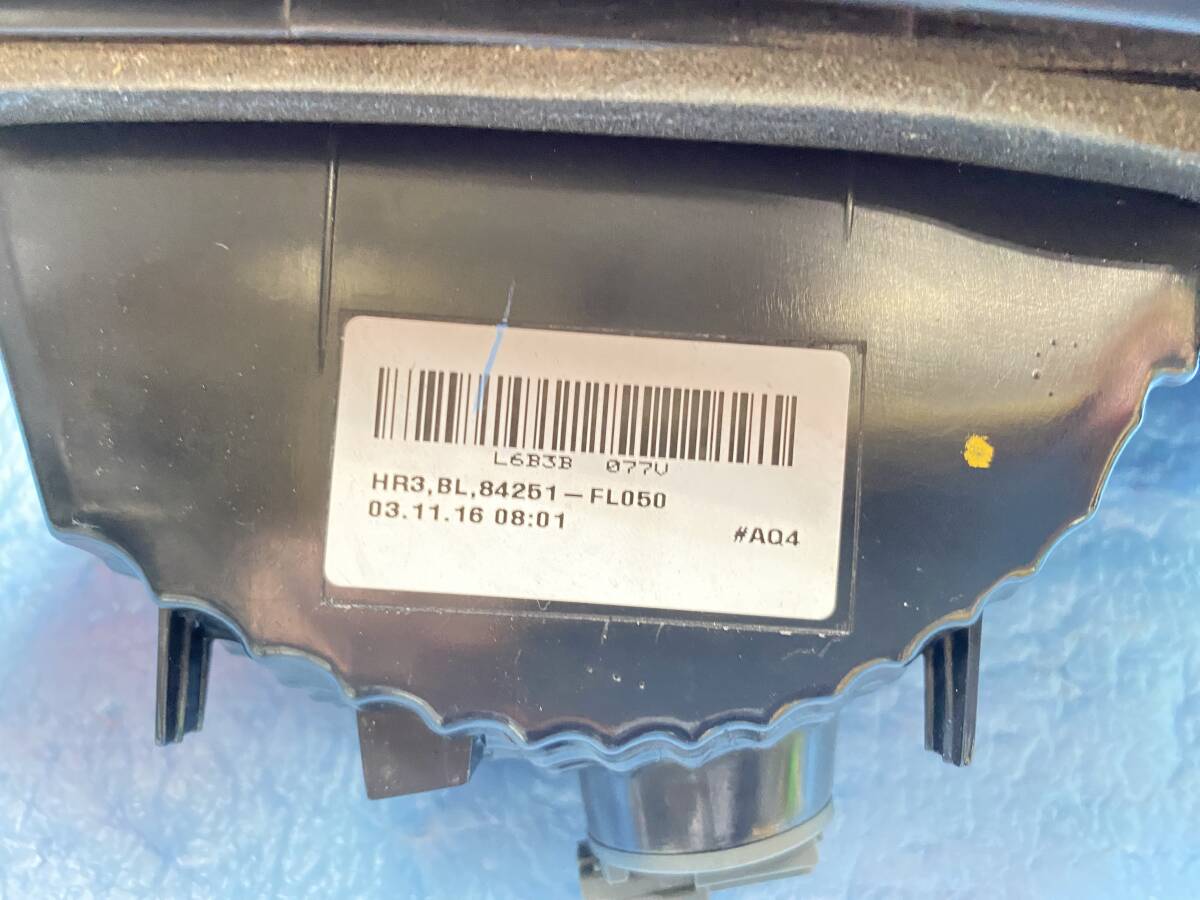 L6B3B 077V
HR3,BL,84251-FL050
03.11.16 08:01
#AQ4